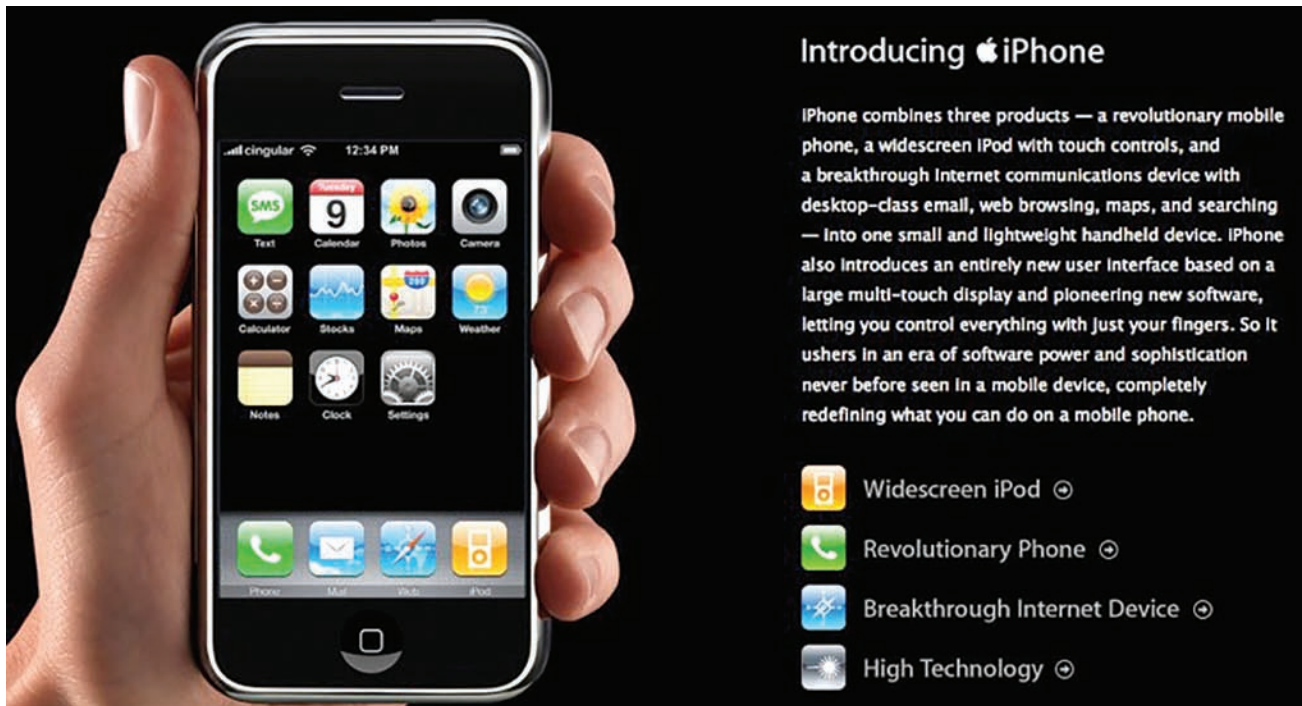 cingular 12:34 PM
SMS Tuesday 9
Text Calendar Photos Camera
280
73
Calculator Stocks Maps Weather
Notes Clock Settings
Phone Mail Web iPod
Introducing iPhone
iPhone combines three products — a revolutionary mobile
phone, a widescreen iPod with touch controls, and
a breakthrough Internet communications device with
desktop-class email, web browsing, maps, and searching
— into one small and lightweight handheld device. iPhone
also introduces an entirely new user interface based on a
large multi-touch display and pioneering new software,
letting you control everything with just your fingers. So it
ushers in an era of software power and sophistication
never before seen in a mobile device, completely
redefining what you can do on a mobile phone.
Widescreen iPod
Revolutionary Phone
Breakthrough Internet Device
High Technology